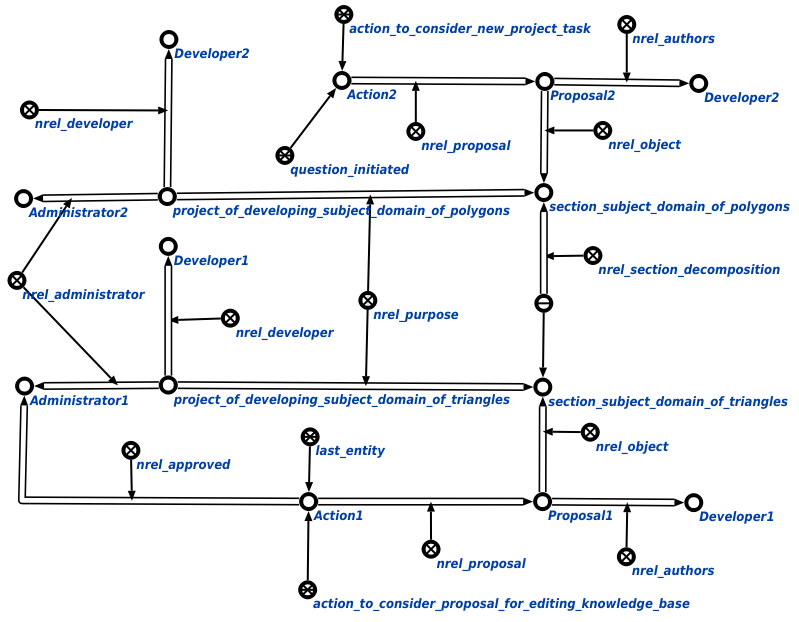 action_to_consider_new_project_task
nrel_authors
Developer2
Action2
Proposal2
Developer2
nrel_developer
nrel_proposal
nrel_object
question_initiated
Administrator2
project_of_developing_subject_domain_of_polygons
section_subject_domain_of_polygons
Developer1
nrel_section_decomposition
nrel_administrator
nrel_purpose
nrel_developer
Administrator1
project_of_developing_subject_domain_of_triangles
section_subject_domain_of_triangles
last_entity
nrel_object
nrel_approved
Action1
Proposal1
Developer1
nrel_proposal
nrel_authors
action_to_consider_proposal_for_editing_knowledge_base